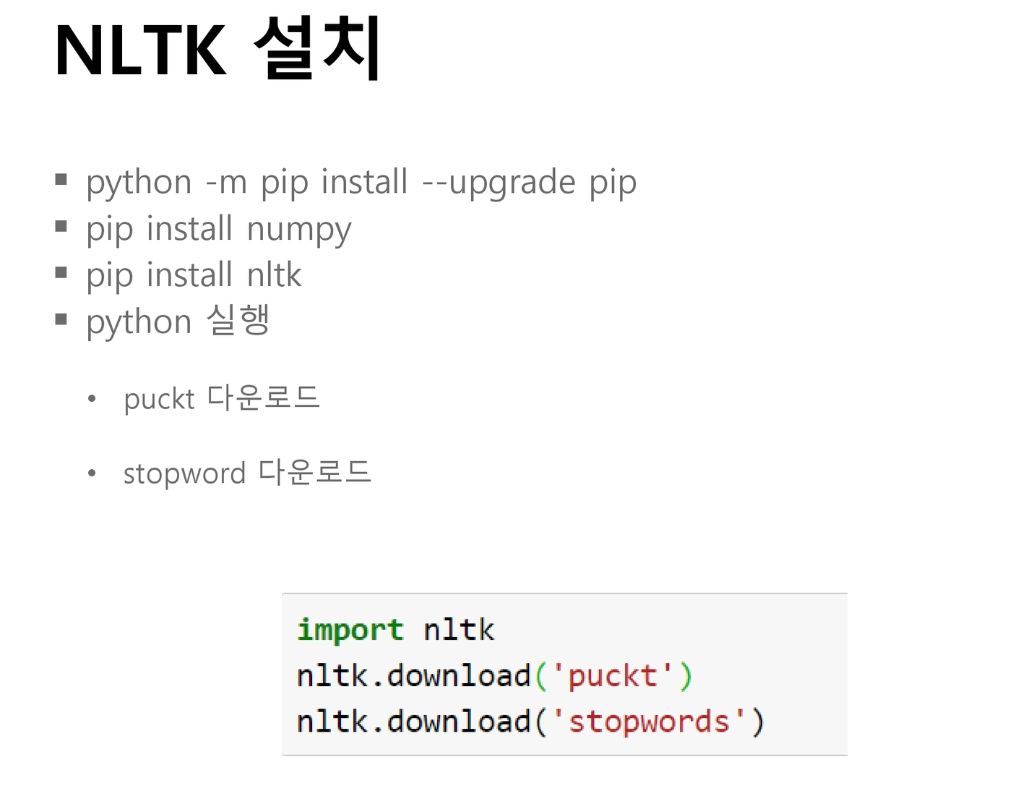 NLTK 설치
▪ python -m pip install --upgrade pip
▪ pip install numpy
▪ pip install nltk
▪ python 실행
• puckt 다운로드
• stopword 다운로드
import nltk
nltk.download('puckt')
nltk.download('stopwords')